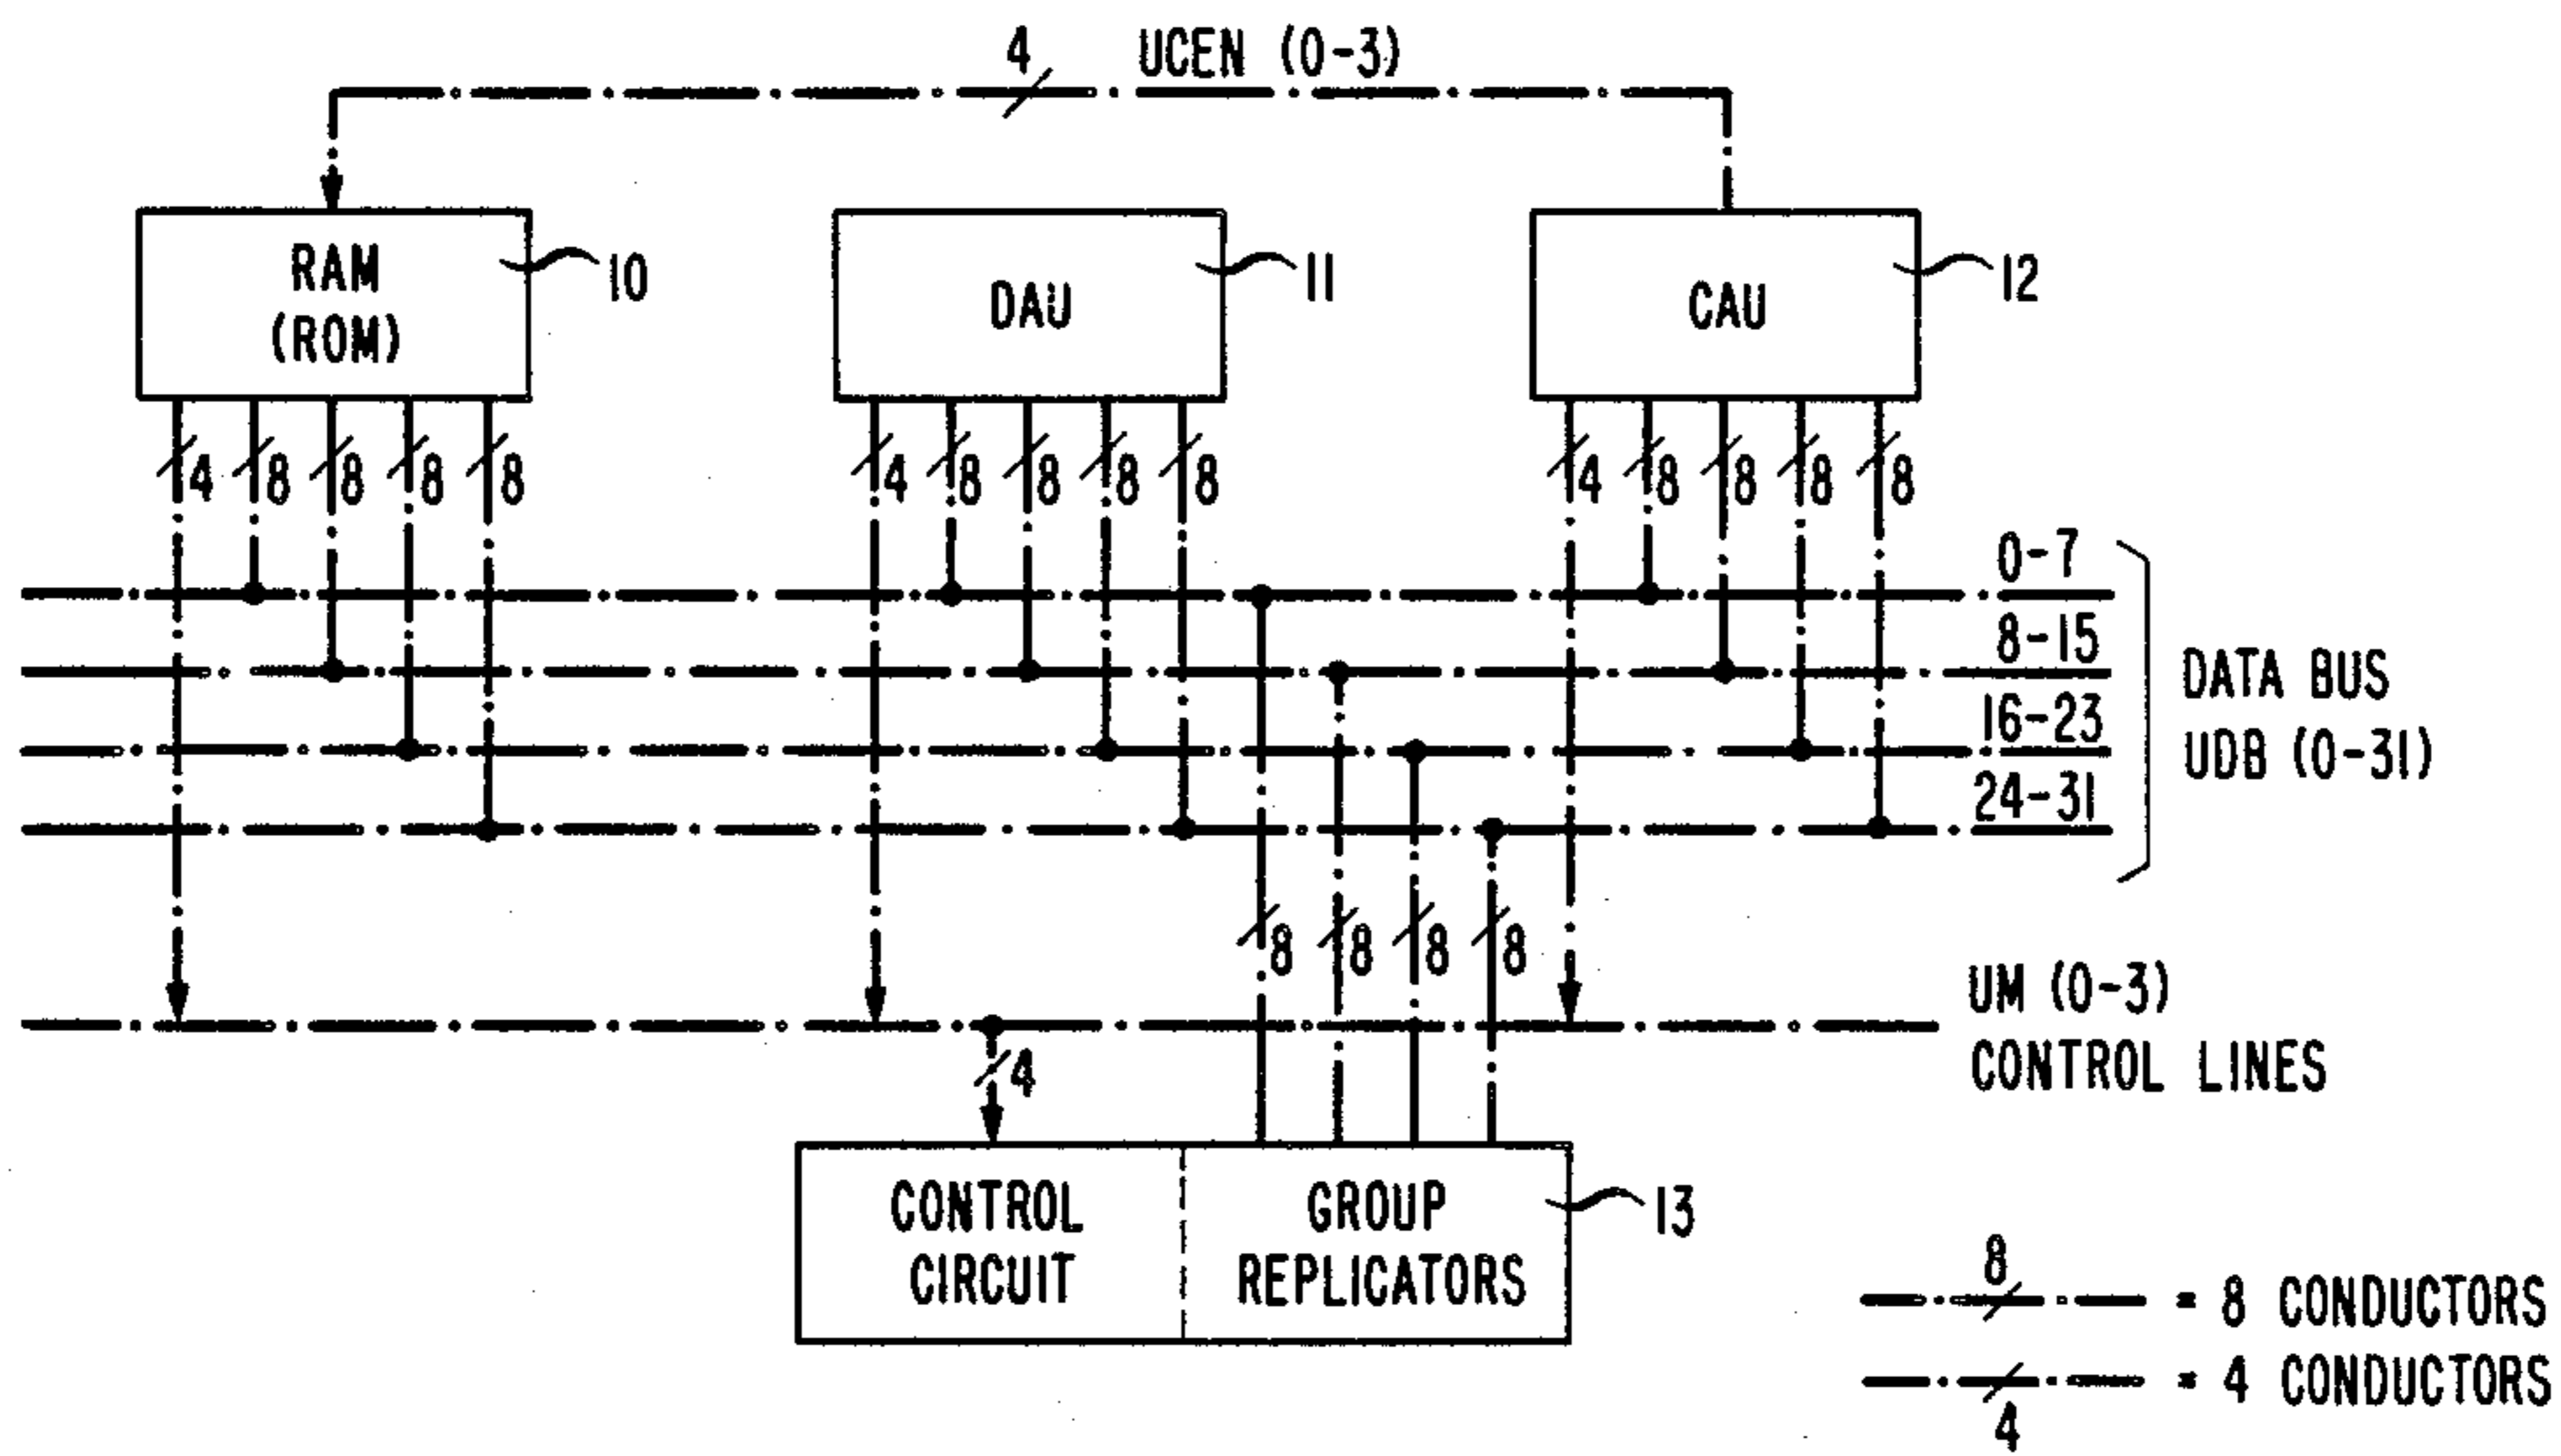 4 UCEN (0-3)
RAM
(ROM)
10
DAU
11
CAU
12
4 8 8 8 8
4 8 8 8 8
4 8 8 8 8
0-7
8-15
16-23
24-31
DATA BUS
UDB (0-31)
8 8 8 8
UM (0-3)
CONTROL LINES
4
CONTROL
CIRCUIT
GROUP
REPLICATORS
13
8
= 8 CONDUCTORS
= 4 CONDUCTORS
4